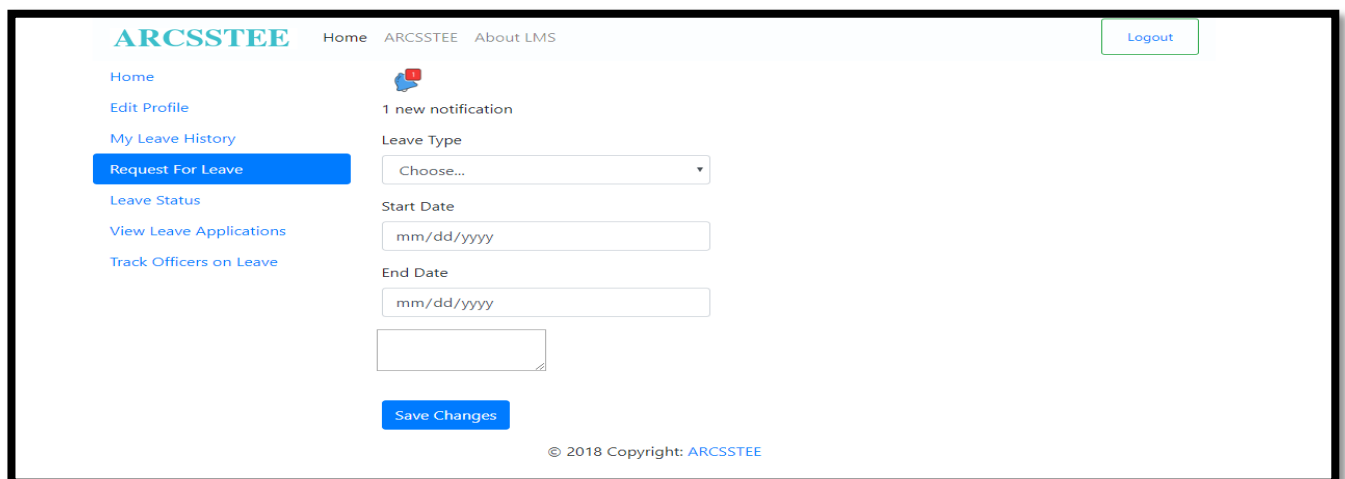 ARCSSTEE Home ARCSSTEE About LMS Logout
Home
Edit Profile
My Leave History
Request For Leave
Leave Status
View Leave Applications
Track Officers on Leave
1
1 new notification
Leave Type
Choose...
Start Date
mm/dd/yyyy
End Date
mm/dd/yyyy
Save Changes
© 2018 Copyright: ARCSSTEE